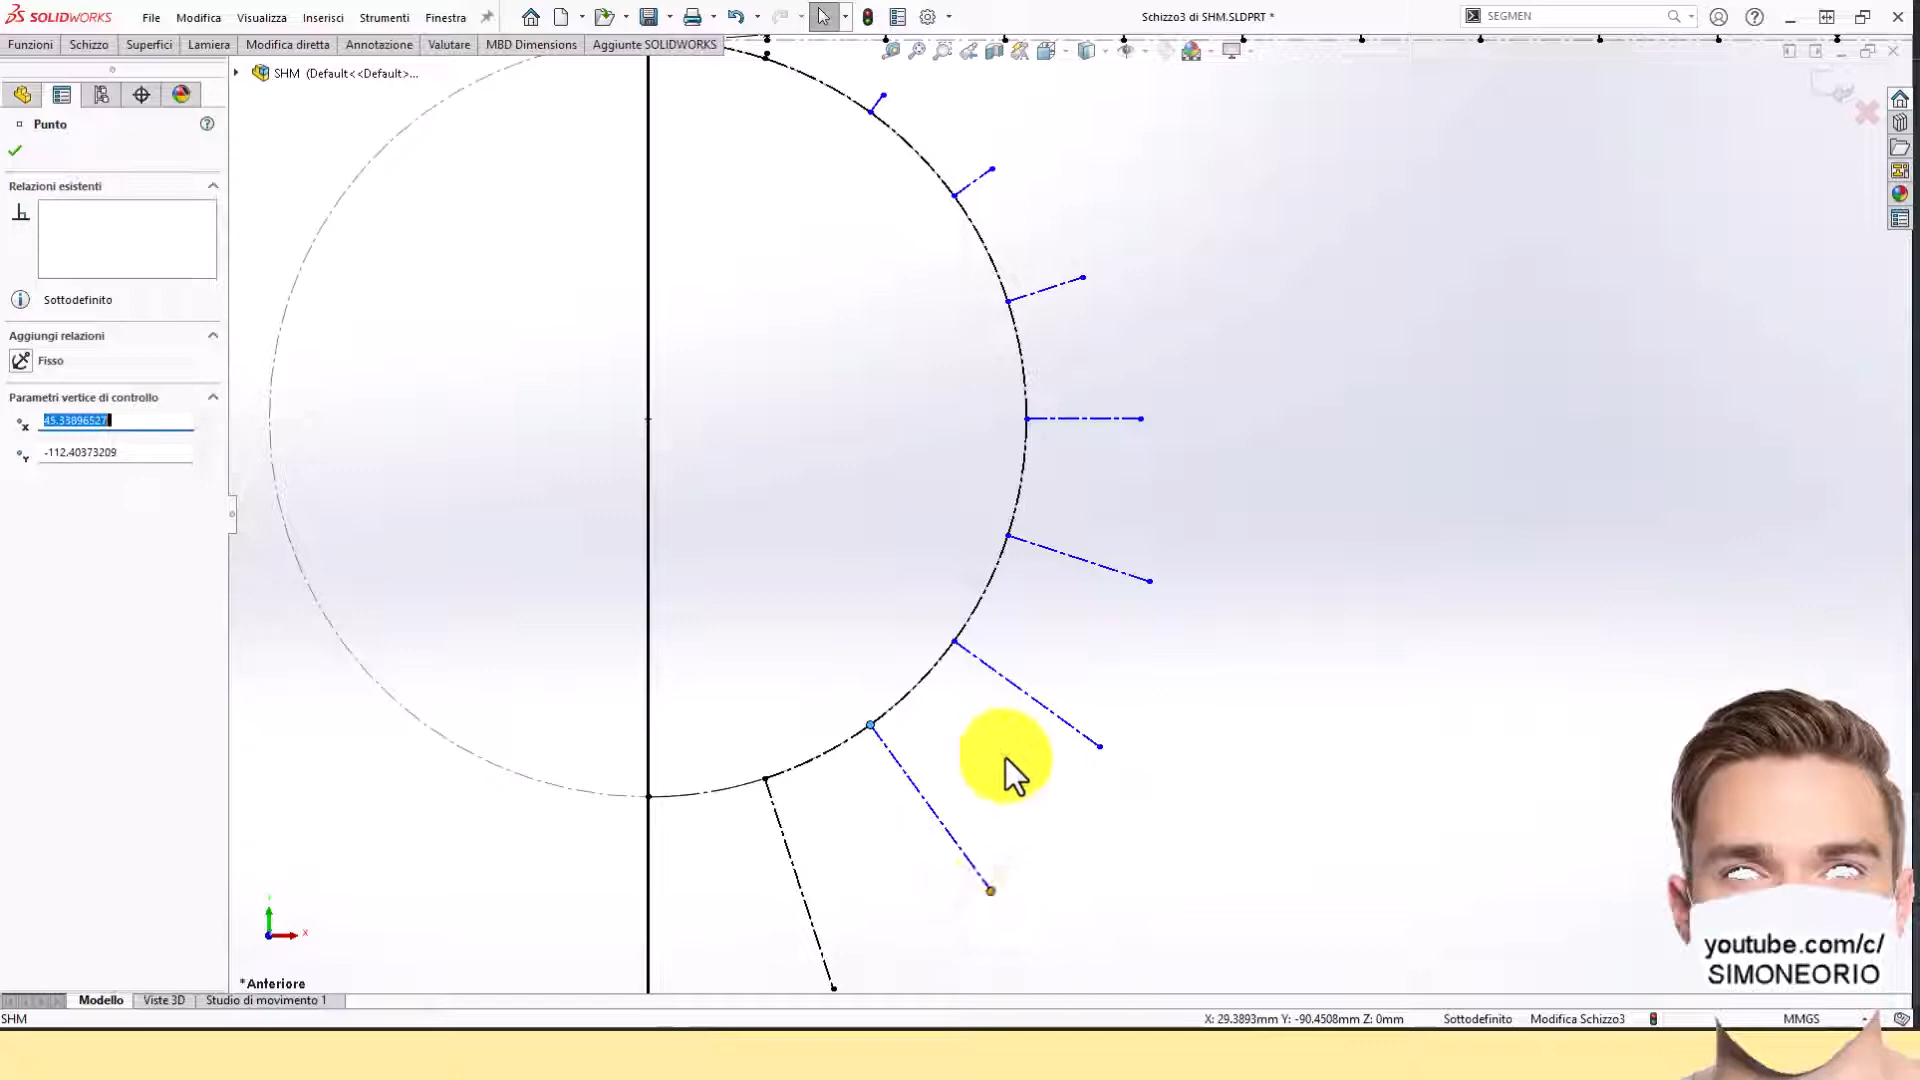 SOLIDWORKS
File Modifica Visualizza Inserisci Strumenti Finestra
Schizzo3 di SHM.SLDPRT *
SEGMEN
Funzioni Schizzo Superfici Lamiera Modifica diretta Annotazione Valutare MBD Dimensions Aggiunte SOLIDWORKS
SHM (Default<<Default>...
Punto
Relazioni esistenti
Sottodefinito
Aggiungi relazioni
Fisso
Parametri vertice di controllo
X 45.33896527
Y -112.40373209
X
*Anteriore
youtube.com/c/
SIMONEORIO
Modello Viste 3D Studio di movimento 1
SHM
X: 29.3893mm Y: -90.4508mm Z: 0mm Sottodefinito Modifica Schizzo3 MMGS